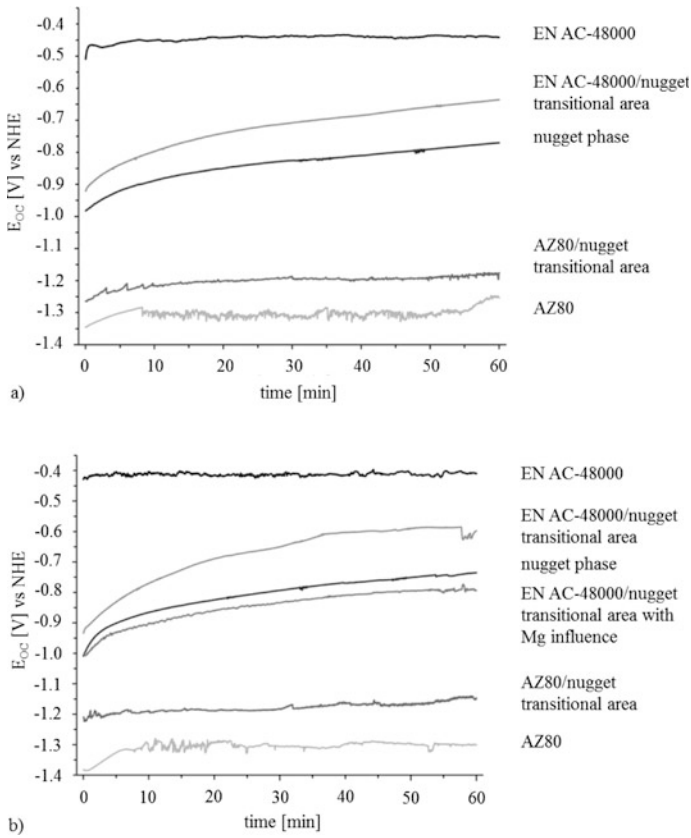 -0.4
-0.5
-0.6
-0.7
-0.8
-0.9
-1.0
-1.1
-1.2
-1.3
-1.4
E_OC [V] vs NHE
0 10 20 30 40 50 60
time [min]
EN AC-48000
EN AC-48000/nugget
transitional area
nugget phase
AZ80/nugget
transitional area
AZ80
a)
-0.4
-0.5
-0.6
-0.7
-0.8
-0.9
-1.0
-1.1
-1.2
-1.3
-1.4
E_OC [V] vs NHE
0 10 20 30 40 50 60
time [min]
EN AC-48000
EN AC-48000/nugget
transitional area
nugget phase
EN AC-48000/nugget
transitional area with
Mg influence
AZ80/nugget
transitional area
AZ80
b)